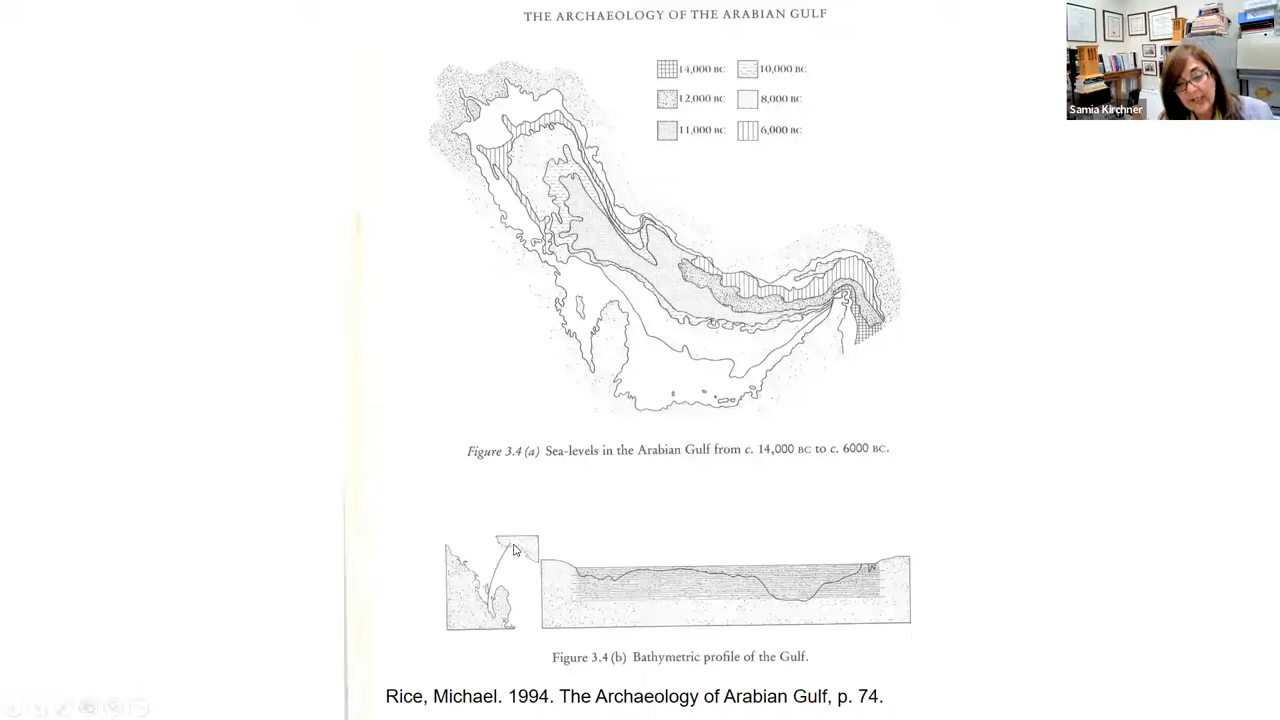 THE ARCHAEOLOGY OF THE ARABIAN GULF
14,000 BC
10,000 BC
12,000 BC
8,000 BC
11,000 BC
6,000 BC
Figure 3.4 (a) Sea-levels in the Arabian Gulf from c. 14,000 BC to c. 6000 BC.
Figure 3.4 (b) Bathymetric profile of the Gulf.
Rice, Michael. 1994. The Archaeology of Arabian Gulf, p. 74.
Samia Kirchner